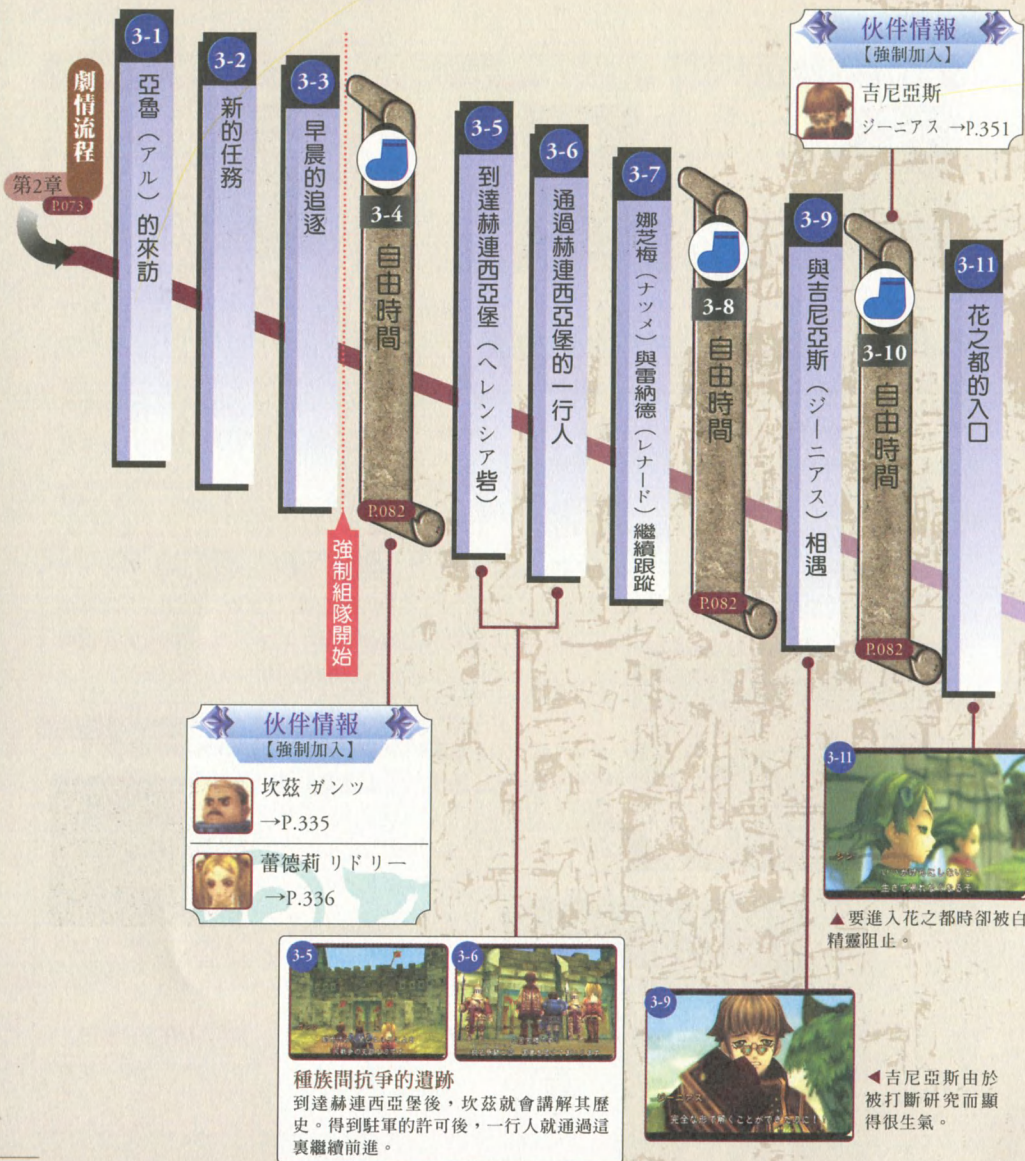 劇情流程
第2章
P.073
3-1
亞魯（アル）的來訪
3-2
新的任務
3-3
早晨的追逐
強制組隊開始
3-4
自由時間
P.082
伙伴情報
【強制加入】
坎茲 ガンツ
→P.335
蕾德莉 リドリー
→P.336
3-5
到達赫連西亞堡（ヘレンシア砦）
3-6
通過赫連西亞堡的一行人
3-5
3-6
種族間抗爭的遺跡
到達赫連西亞堡後，坎茲就會講解其歷
史。得到駐軍的許可後，一行人就通過這
裏繼續前進。
3-7
娜芝梅（ナツメ）與雷納德（レナード）繼續跟蹤
3-8
自由時間
P.082
3-9
與吉尼亞斯（ジーニアス）相遇
3-9
ジーニアス
◀吉尼亞斯由於
被打斷研究而顯
得很生氣。
伙伴情報
【強制加入】
吉尼亞斯
ジーニアス →P.351
3-10
自由時間
P.082
3-11
花之都的入口
3-11
▲要進入花之都時卻被白
精靈阻止。